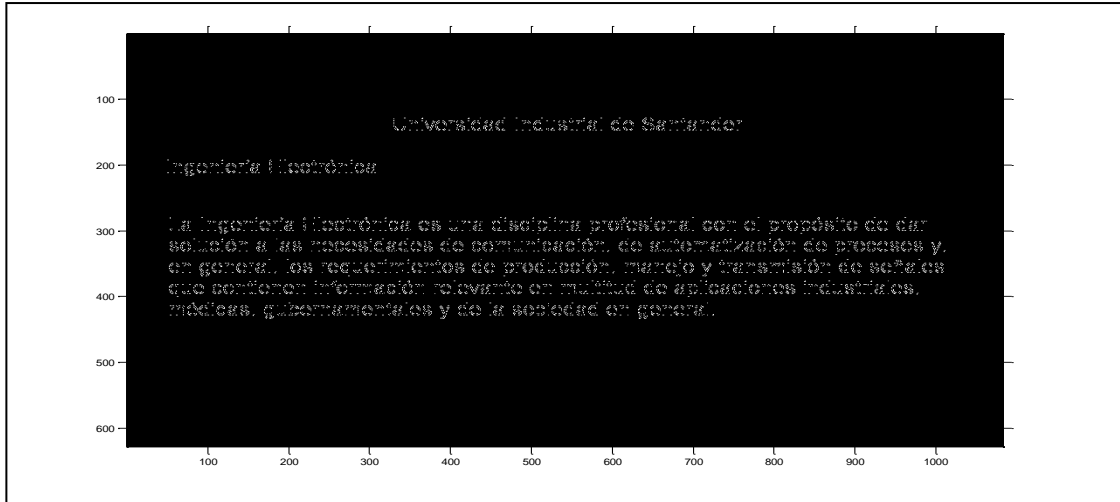 Universidad Industrial de Santander
Ingeniería Electrónica
La Ingeniería Electrónica es una disciplina profesional con el propósito de dar
solución a las necesidades de comunicación, de automatización de procesos y,
en general, los requerimientos de producción, manejo y transmisión de señales
que contienen información relevante en multitud de aplicaciones industriales,
médicas, gubernamentales y de la sociedad en general.
100
200
300
400
500
600
100 200 300 400 500 600 700 800 900 1000